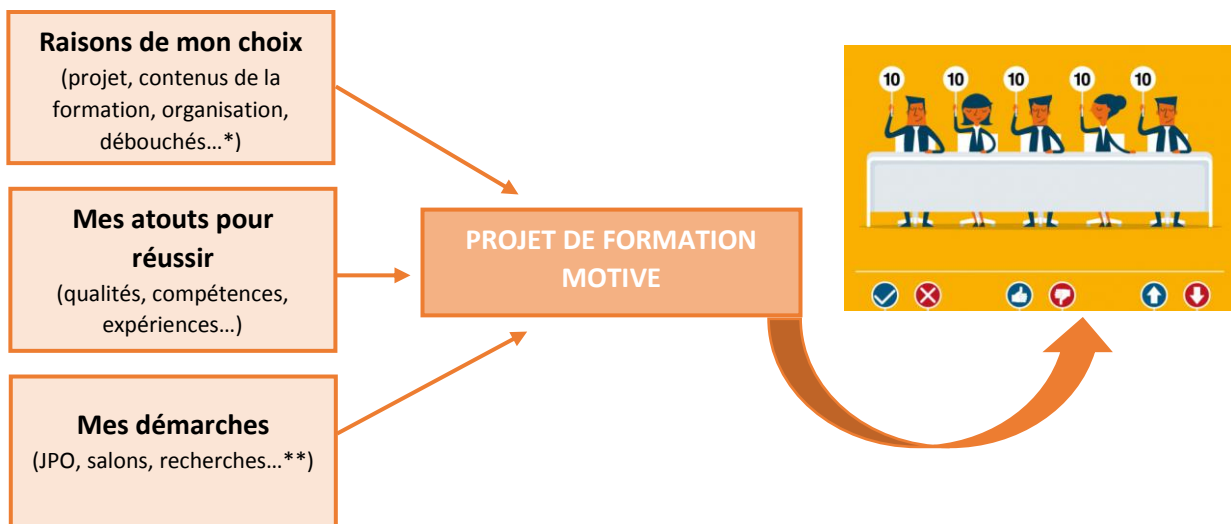 Raisons de mon choix
(projet, contenus de la
formation, organisation,
débouchés…*)
Mes atouts pour
réussir
(qualités, compétences,
expériences…)
Mes démarches
(JPO, salons, recherches…**)
PROJET DE FORMATION
MOTIVE
10 10 10 10 10